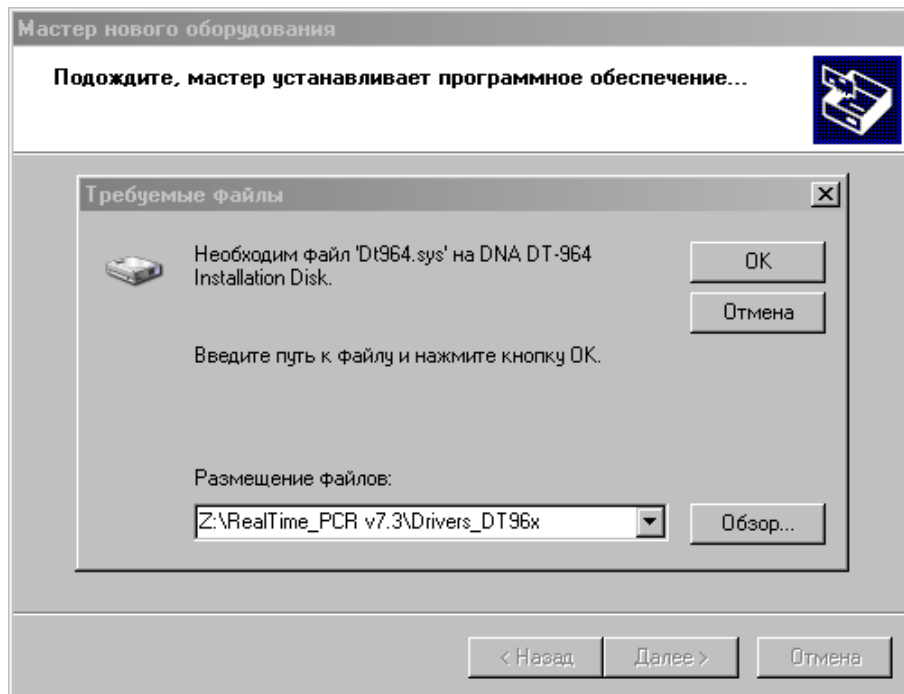 Мастер нового оборудования
Подождите, мастер устанавливает программное обеспечение...
Требуемые файлы
Необходим файл 'Dt964.sys' на DNA DT-964
Installation Disk.
OK
Отмена
Введите путь к файлу и нажмите кнопку OK.
Размещение файлов:
Z:\RealTime_PCR v7.3\Drivers_DT96x
Обзор...
< Назад
Далее >
Отмена